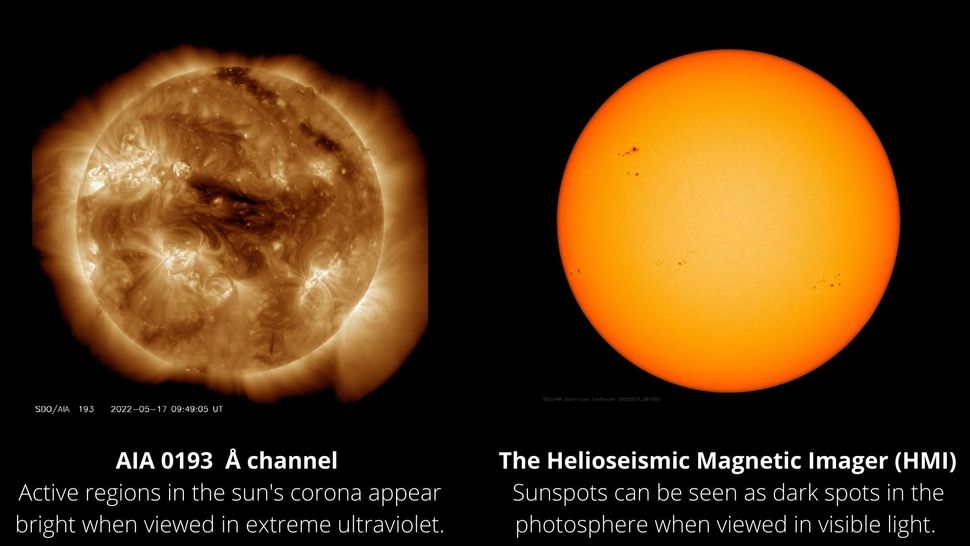 SDO/AIA 193 2022-05-17 09:49:05 UT
AIA 0193 Å channel
Active regions in the sun's corona appear
bright when viewed in extreme ultraviolet.
The Helioseismic Magnetic Imager (HMI)
Sunspots can be seen as dark spots in the
photosphere when viewed in visible light.